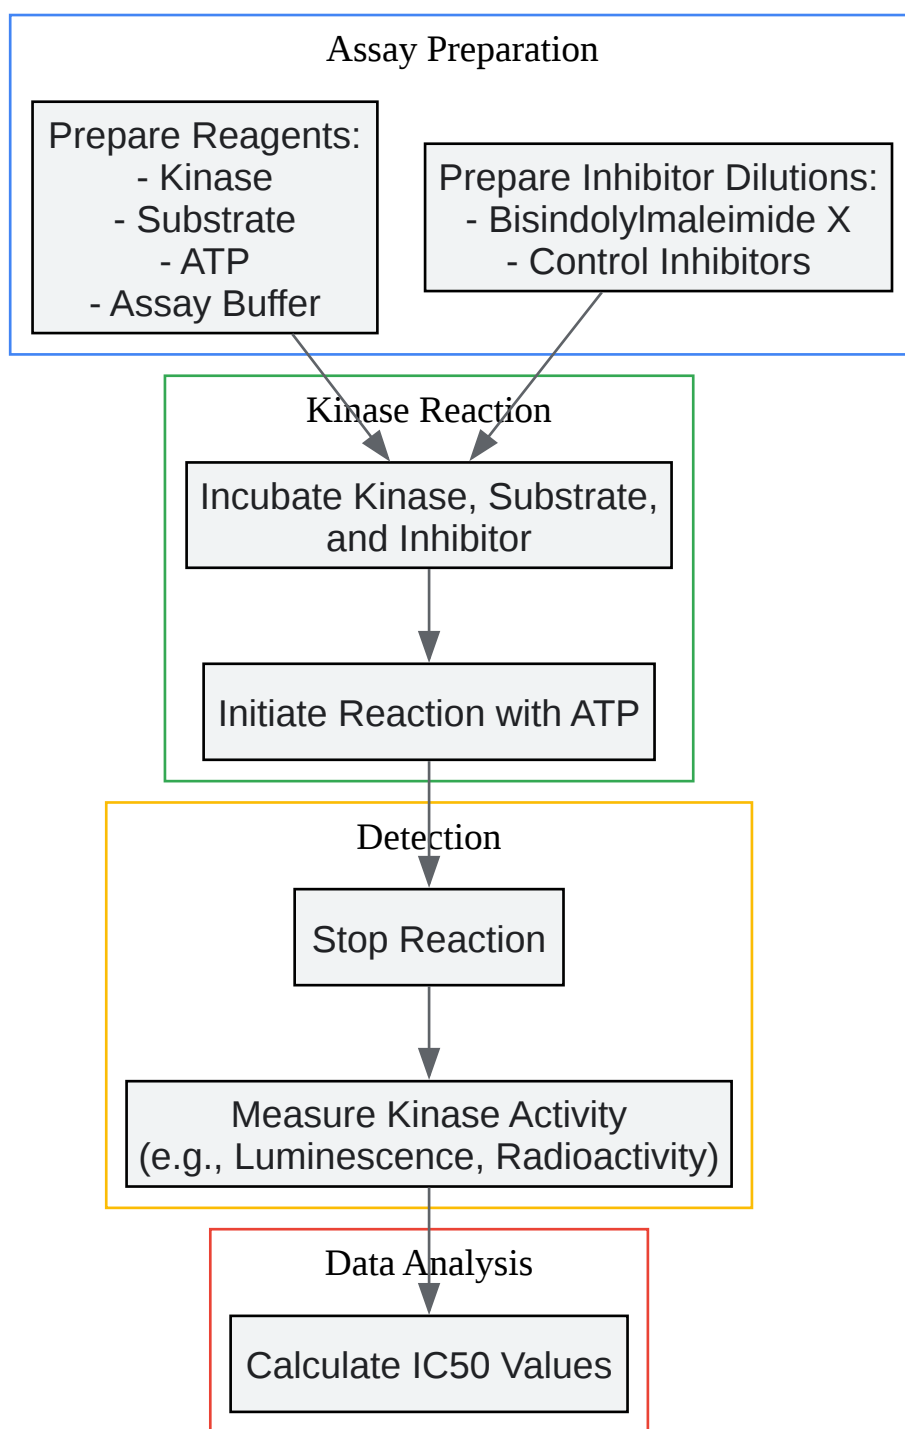 Assay Preparation
Prepare Reagents:
- Kinase
- Substrate
- ATP
- Assay Buffer
Prepare Inhibitor Dilutions:
- Bisindolylmaleimide X
- Control Inhibitors
Kinase Reaction
Incubate Kinase, Substrate,
and Inhibitor
Initiate Reaction with ATP
Detection
Stop Reaction
Measure Kinase Activity
(e.g., Luminescence, Radioactivity)
Data Analysis
Calculate IC50 Values